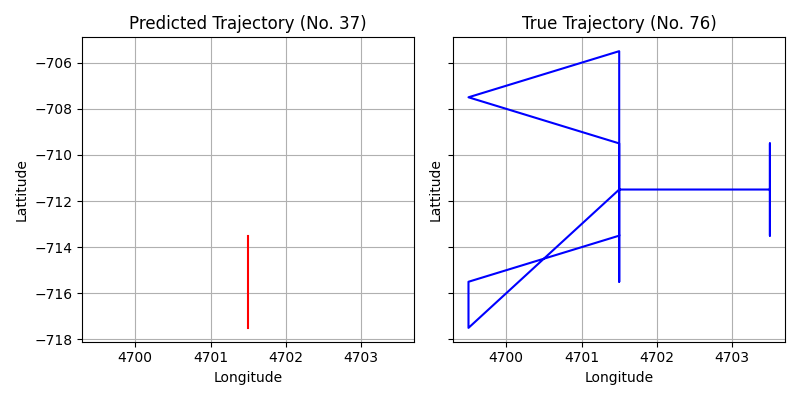 Predicted Trajectory (No. 37)
True Trajectory (No. 76)
Lattitude
−706
−708
−710
−712
−714
−716
−718
4700
4701
4702
4703
Longitude
Lattitude
4700
4701
4702
4703
Longitude